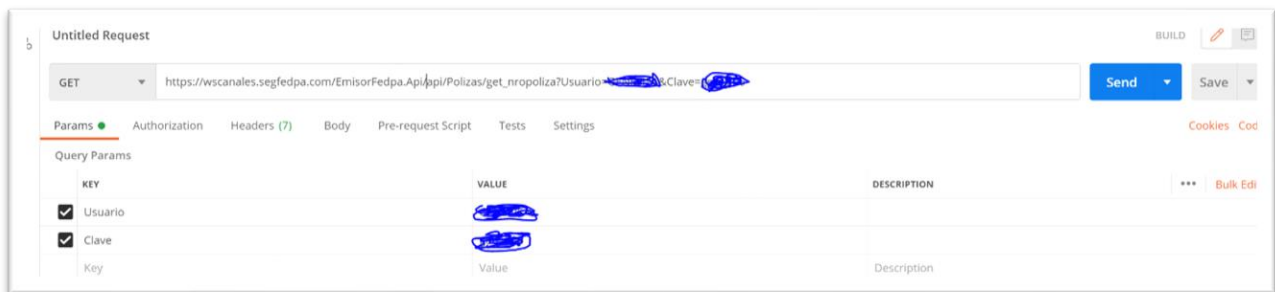 Untitled Request
BUILD
GET https://wscanales.segfedpa.com/EmisorFedpa.Api/api/Polizas/get_nropoliza?Usuario= &Clave=
Send
Save
Params Authorization Headers (7) Body Pre-request Script Tests Settings
Cookies Cod
Query Params
KEY VALUE DESCRIPTION
Bulk Edi
Usuario
Clave
Key Value Description